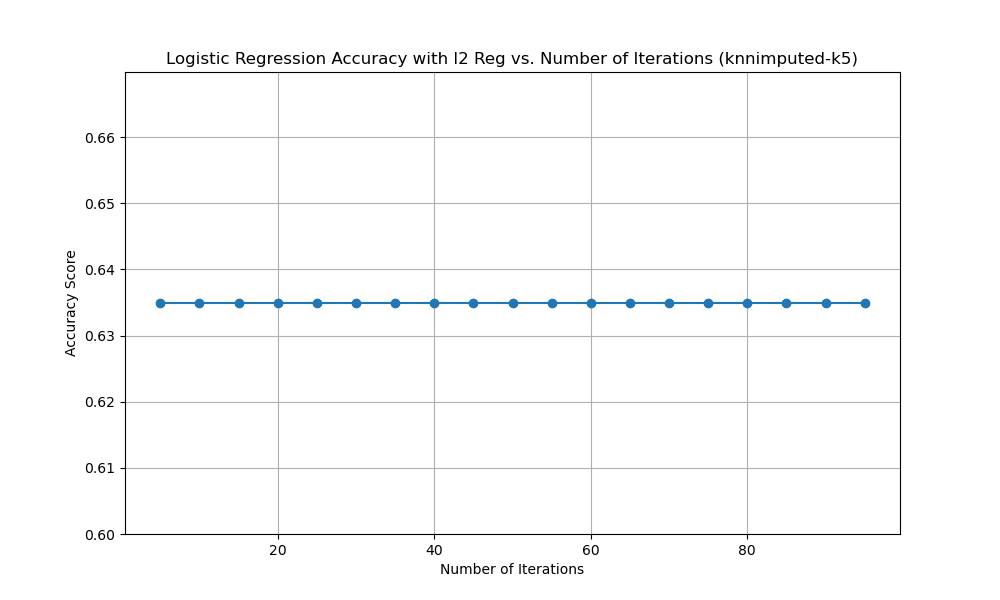 Logistic Regression Accuracy with l2 Reg vs. Number of Iterations (knnimputed-k5)
0.66
0.65
0.64
0.63
0.62
0.61
0.60
Accuracy Score
20 40 60 80
Number of Iterations